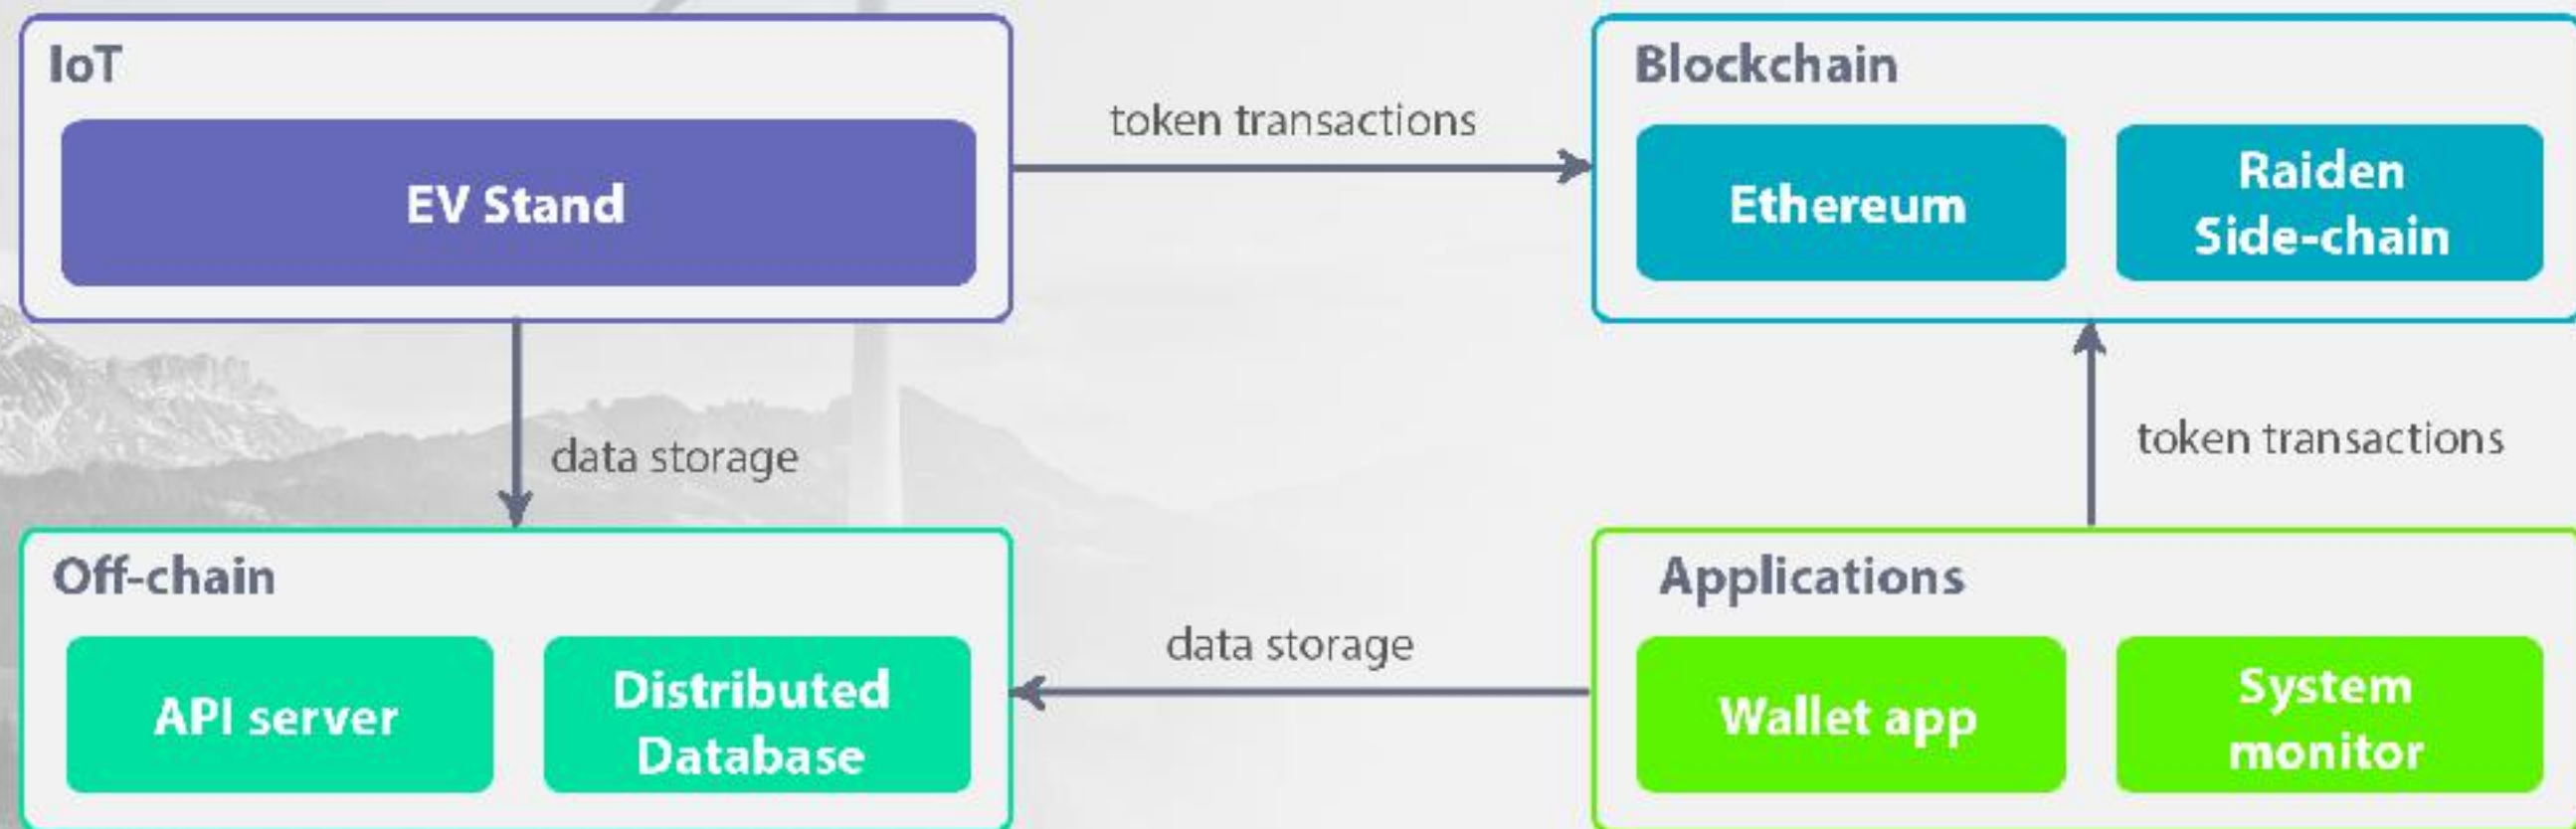 IoT
EV Stand
token transactions
Blockchain
Ethereum
Raiden
Side-chain
data storage
token transactions
Off-chain
API server
Distributed
Database
data storage
Applications
Wallet app
System
monitor